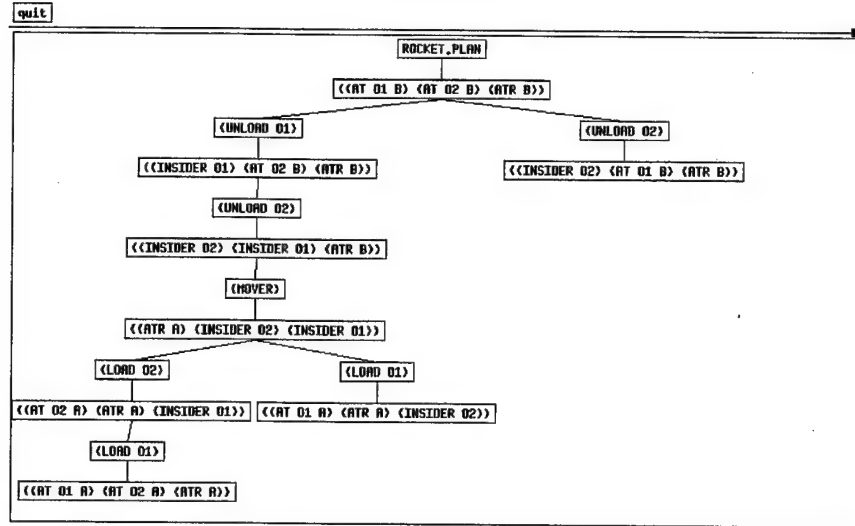 quit
ROCKET.PLAN
((AT O1 B) (AT O2 B) (ATR B))
(UNLOAD O1)
(UNLOAD O2)
((INSIDER O1) (AT O2 B) (ATR B))
((INSIDER O2) (AT O1 B) (ATR B))
(UNLOAD O2)
((INSIDER O2) (INSIDER O1) (ATR B))
(MOVER)
((ATR A) (INSIDER O2) (INSIDER O1))
(LOAD O2)
(LOAD O1)
((AT O2 A) (ATR A) (INSIDER O1))
((AT O1 A) (ATR A) (INSIDER O2))
(LOAD O1)
((AT O1 A) (AT O2 A) (ATR A))